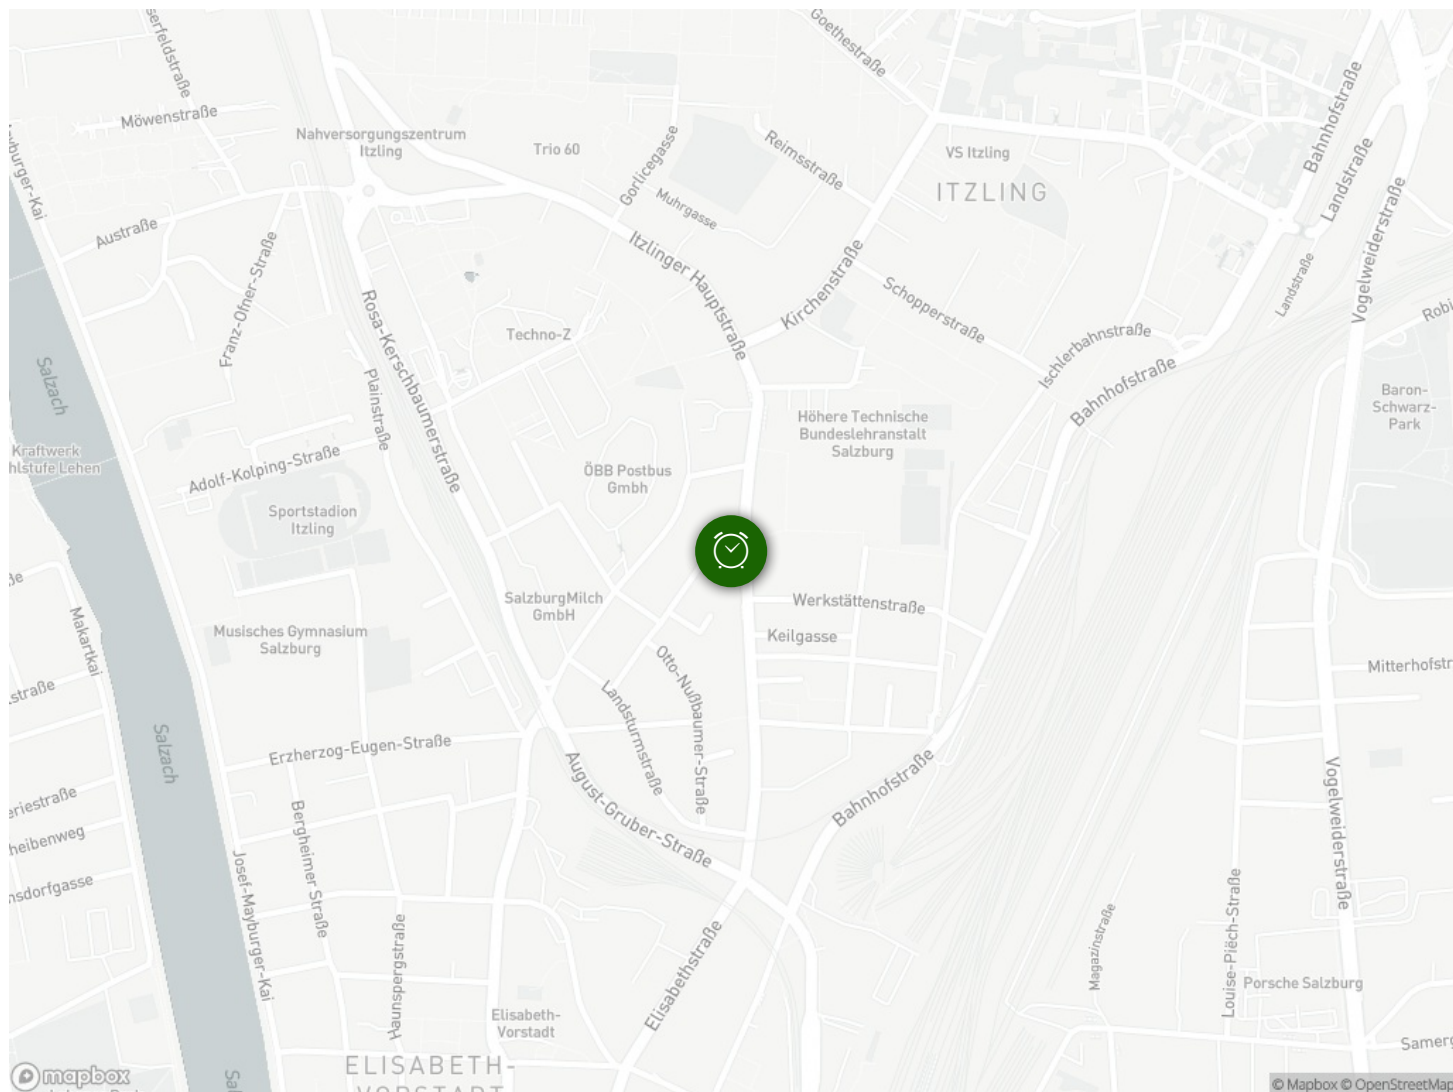 Goethestraße
Möwenstraße
Nahversorgungszentrum
Itzling
Trio 60
Gorlicegasse
Reimsstraße
VS Itzling
Bahnhofstraße
Landstraße
ITZLING
Muhrgasse
Austraße
Franz-Ofner-Straße
Itzlinger Hauptstraße
Kirchenstraße
Vogelweiderstraße
Landstraße
Schopperstraße
Rosa-Kerschbaumerstraße
Techno-Z
Ischlerbahnstraße
Bahnhofstraße
Salzach
Plainstraße
Baron-
Schwarz-
Park
Höhere Technische
Bundeslehranstalt
Salzburg
Kraftwerk
Lehen
Adolf-Kolping-Straße
ÖBB Postbus
Gmbh
Sportstadion
Itzling
SalzburgMilch
GmbH
Werkstättenstraße
Makartkai
Musisches Gymnasium
Salzburg
Keilgasse
Otto-Nußbaumer-Straße
Landsturmstraße
Salzach
Erzherzog-Eugen-Straße
August-Gruber-Straße
Bahnhofstraße
Vogelweiderstraße
Bergheimer Straße
Josef-Mayburger-Kai
Haunspergstraße
Elisabethstraße
Magazinstraße
Louise-Piëch-Straße
Porsche Salzburg
Elisabeth-
Vorstadt
ELISABETH-
VORSTADT
mapbox
© Mapbox © OpenStreetMap